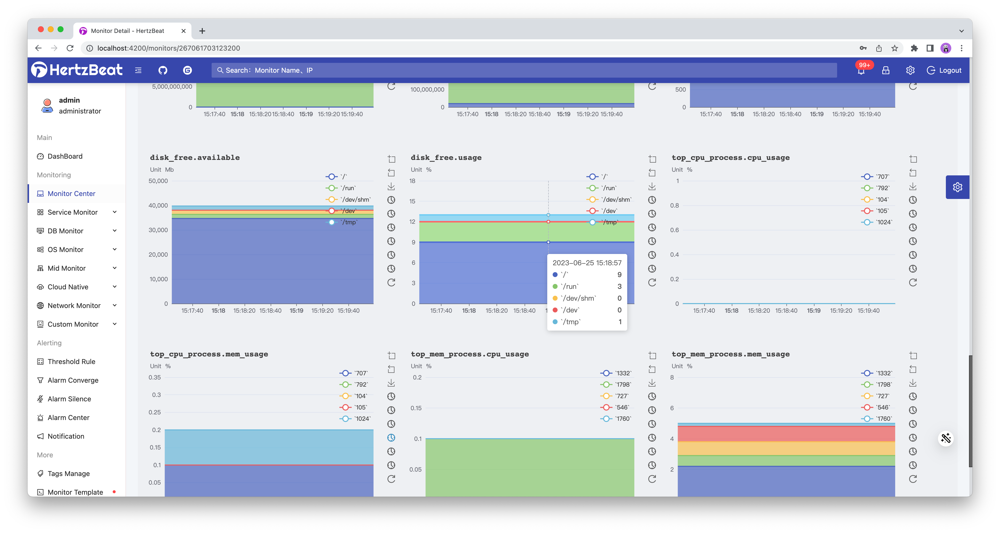 Monitor Detail - HertzBeat
localhost:4200/monitors/267061703123200
HertzBeat
Search: Monitor Name、IP
99+
Logout
admin
administrator
Main
DashBoard
Monitoring
Monitor Center
Service Monitor
DB Monitor
OS Monitor
Mid Monitor
Cloud Native
Network Monitor
Custom Monitor
Alerting
Threshold Rule
Alarm Converge
Alarm Silence
Alarm Center
Notification
More
Tags Manage
Monitor Template
5,000,000,000
0
15:17:40 15:18 15:18:20 15:18:40 15:19 15:19:20 15:19:40
100,000,000
0
15:17:40 15:18 15:18:20 15:18:40 15:19 15:19:20 15:19:40
500
0
15:17:40 15:18 15:18:20 15:18:40 15:19 15:19:20 15:19:40
disk_free.available
Unit Mb
50,000
40,000
30,000
20,000
10,000
0
`/`
`/run`
`/dev/shm`
`/dev`
`/tmp`
15:17:40 15:18 15:18:20 15:18:40 15:19 15:19:20 15:19:40
disk_free.usage
Unit %
18
15
12
9
6
3
0
`/`
`/run`
`/dev/shm`
`/dev`
`/tmp`
15:17:40 15:18 15:18:20 15:18:40
2023-06-25 15:18:57
`/` 9
`/run` 3
`/dev/shm` 0
`/dev` 0
`/tmp` 1
top_cpu_process.cpu_usage
Unit %
1
0.8
0.6
0.4
0.2
0
`707`
`792`
`104`
`105`
`1024`
15:17:40 15:18 15:18:20 15:18:40 15:19 15:19:20 15:19:40
top_cpu_process.mem_usage
Unit %
0.35
0.3
0.25
0.2
0.15
0.1
0.05
`707`
`792`
`104`
`105`
`1024`
top_mem_process.cpu_usage
Unit %
0.2
0.15
0.1
0.05
`1332`
`1798`
`727`
`546`
`1760`
top_mem_process.mem_usage
Unit %
8
6
4
2
`1332`
`1798`
`727`
`546`
`1760`